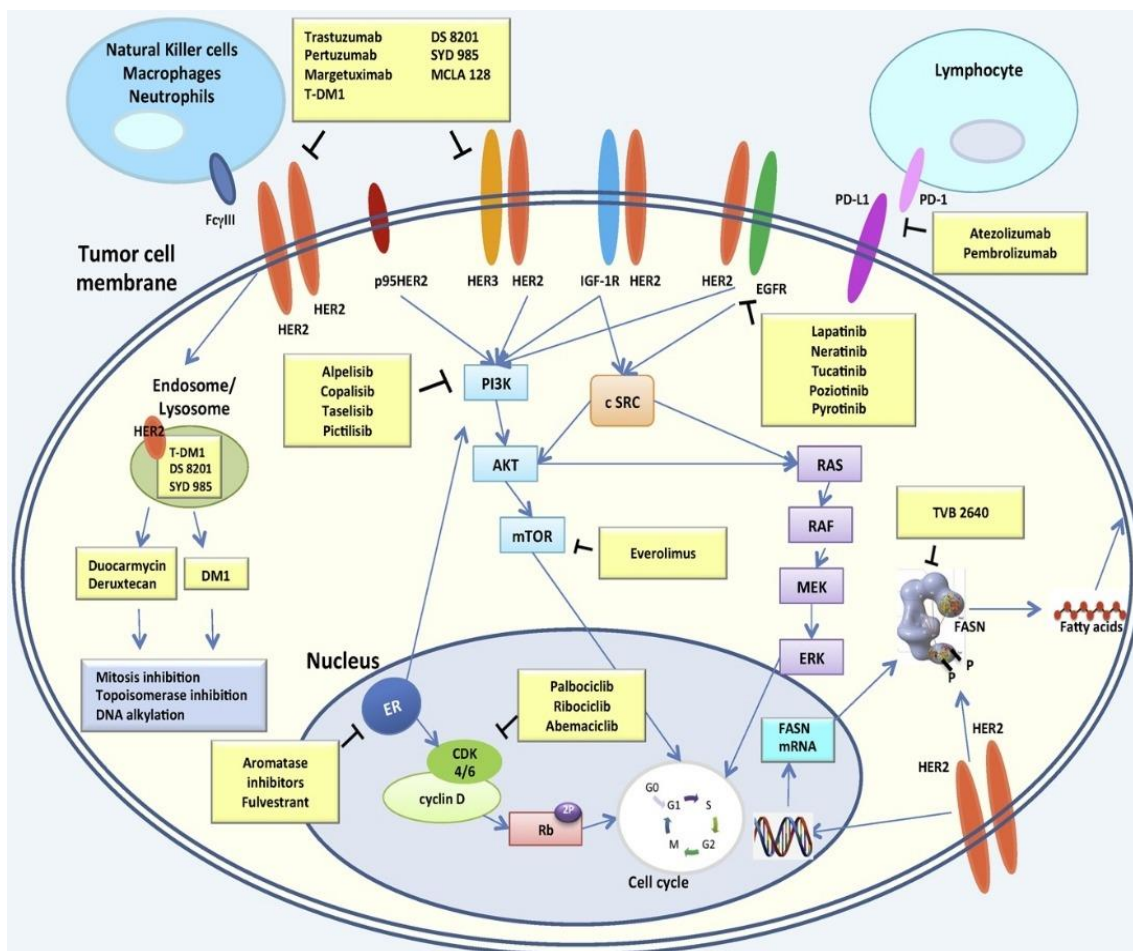 Natural Killer cells
Macrophages
Neutrophils
Trastuzumab
Pertuzumab
Margetuximab
T-DM1
DS 8201
SYD 985
MCLA 128
Lymphocyte
FcγIII
PD-L1
PD-1
Atezolizumab
Pembrolizumab
Tumor cell
membrane
HER2
HER2
p95HER2
HER3
HER2
IGF-1R
HER2
HER2
EGFR
Lapatinib
Neratinib
Tucatinib
Poziotinib
Pyrotinib
Alpelisib
Copalisib
Taselisib
Pictilisib
PI3K
c SRC
Endosome/
Lysosome
HER2
T-DM1
DS 8201
SYD 985
AKT
RAS
mTOR
RAF
Everolimus
TVB 2640
Duocarmycin
Deruxtecan
DM1
MEK
FASN
Fatty acids
P
P
ERK
Mitosis inhibition
Topoisomerase inhibition
DNA alkylation
Nucleus
ER
Palbociclib
Ribociclib
Abemaciclib
Aromatase
inhibitors
Fulvestrant
CDK
4/6
cyclin D
FASN
mRNA
HER2
HER2
Rb
2P
G0
G1
S
G2
M
Cell cycle